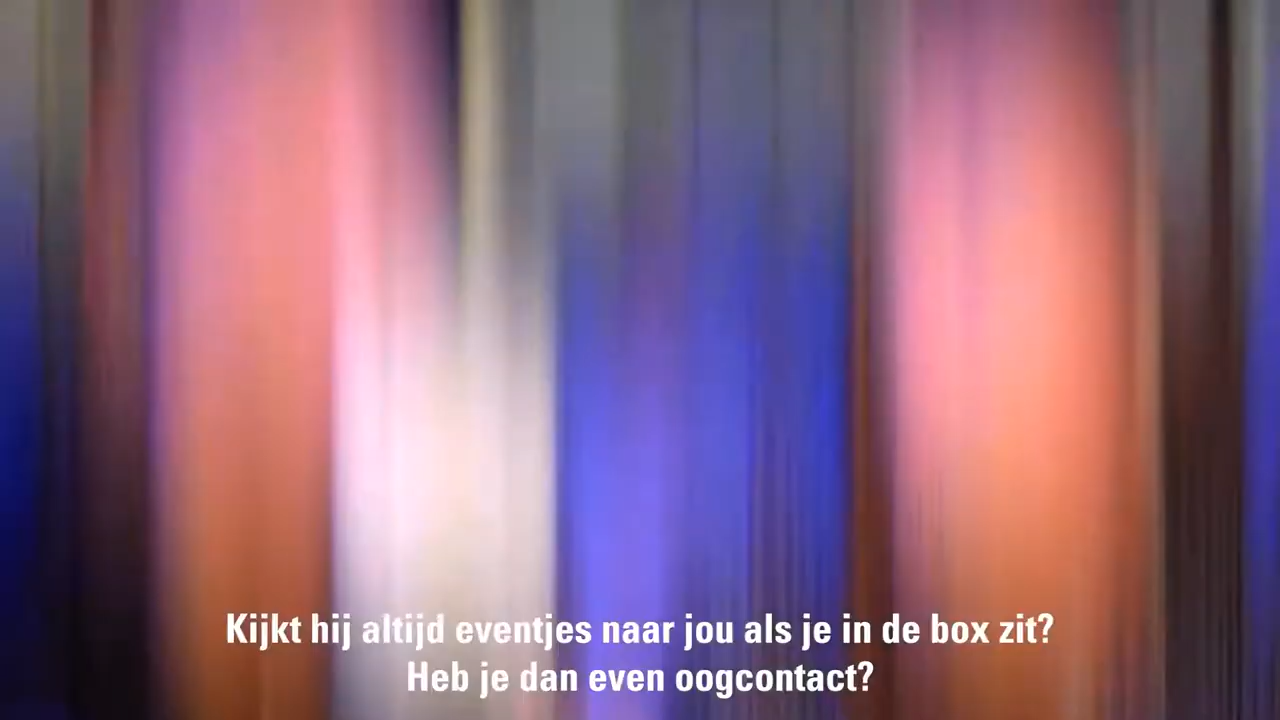 Kijkt hij altijd eventjes naar jou als je in de box zit?
Heb je dan even oogcontact?